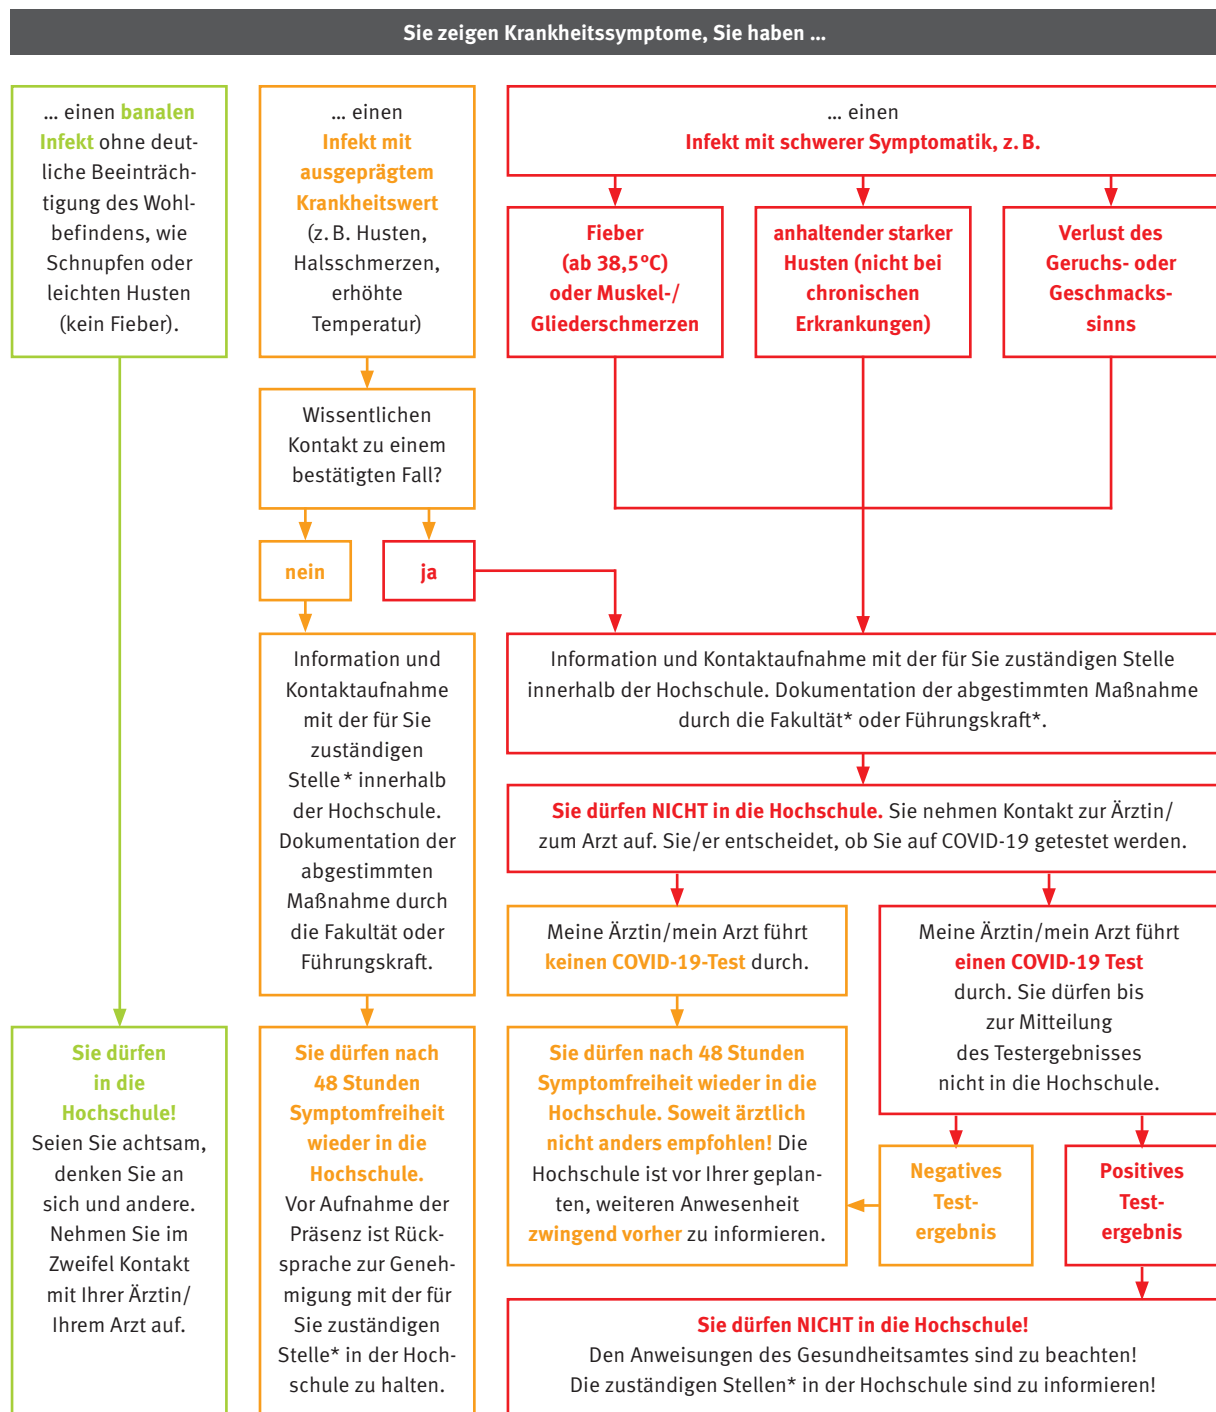 Sie zeigen Krankheitssymptome, Sie haben ...
... einen banalen
Infekt ohne deut-
liche Beeinträch-
tigung des Wohl-
befindens, wie
Schnupfen oder
leichten Husten
(kein Fieber).
... einen
Infekt mit
ausgeprägtem
Krankheitswert
(z. B. Husten,
Halsschmerzen,
erhöhte
Temperatur)
... einen
Infekt mit schwerer Symptomatik, z. B.
Fieber
(ab 38,5°C)
oder Muskel-/
Gliederschmerzen
anhaltender starker
Husten (nicht bei
chronischen
Erkrankungen)
Verlust des
Geruchs- oder
Geschmacks-
sinns
Wissentlichen
Kontakt zu einem
bestätigten Fall?
nein
ja
Information und
Kontaktaufnahme
mit der für Sie
zuständigen
Stelle * innerhalb
der Hochschule.
Dokumentation der
abgestimmten
Maßnahme durch
die Fakultät oder
Führungskraft.
Information und Kontaktaufnahme mit der für Sie zuständigen Stelle
innerhalb der Hochschule. Dokumentation der abgestimmten Maßnahme
durch die Fakultät* oder Führungskraft*.
Sie dürfen NICHT in die Hochschule. Sie nehmen Kontakt zur Ärztin/
zum Arzt auf. Sie/er entscheidet, ob Sie auf COVID-19 getestet werden.
Meine Ärztin/mein Arzt führt
keinen COVID-19-Test durch.
Meine Ärztin/mein Arzt führt
einen COVID-19 Test
durch. Sie dürfen bis
zur Mitteilung
des Testergebnisses
nicht in die Hochschule.
Sie dürfen
in die
Hochschule!
Seien Sie achtsam,
denken Sie an
sich und andere.
Nehmen Sie im
Zweifel Kontakt
mit Ihrer Ärztin/
Ihrem Arzt auf.
Sie dürfen nach
48 Stunden
Symptomfreiheit
wieder in die
Hochschule.
Vor Aufnahme der
Präsenz ist Rück-
sprache zur Geneh-
migung mit der für
Sie zuständigen
Stelle* in der Hoch-
schule zu halten.
Sie dürfen nach 48 Stunden
Symptomfreiheit wieder in die
Hochschule. Soweit ärztlich
nicht anders empfohlen! Die
Hochschule ist vor Ihrer geplan-
ten, weiteren Anwesenheit
zwingend vorher zu informieren.
Negatives
Test-
ergebnis
Positives
Test-
ergebnis
Sie dürfen NICHT in die Hochschule!
Den Anweisungen des Gesundheitsamtes sind zu beachten!
Die zuständigen Stellen* in der Hochschule sind zu informieren!